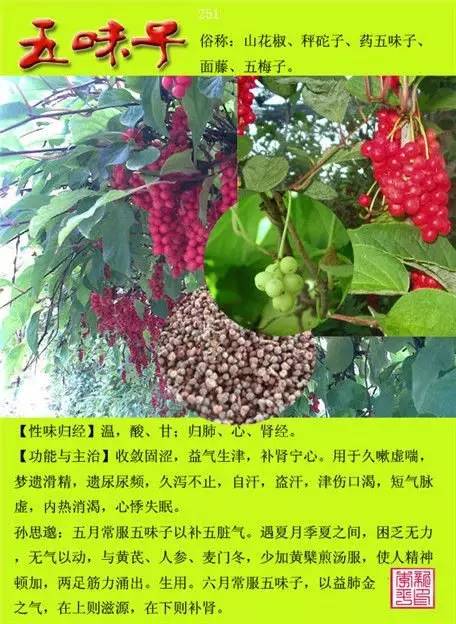 251
五味子
俗称：山花椒、秤砣子、药五味子、
面藤、五梅子。
【性味归经】温，酸、甘；归肺、心、肾经。
【功能与主治】收敛固涩，益气生津，补肾宁心。用于久嗽虚喘，
梦遗滑精，遗尿尿频，久泻不止，自汗，盗汗，津伤口渴，短气脉
虚，内热消渴，心悸失眠。
孙思邈：五月常服五味子以补五脏气。遇夏月季夏之间，困乏无力
，无气以动，与黄芪、人参、麦门冬，少加黄檗煎汤服，使人精神
顿加，两足筋力涌出。生用。六月常服五味子，以益肺金
之气，在上则滋源，在下则补肾。